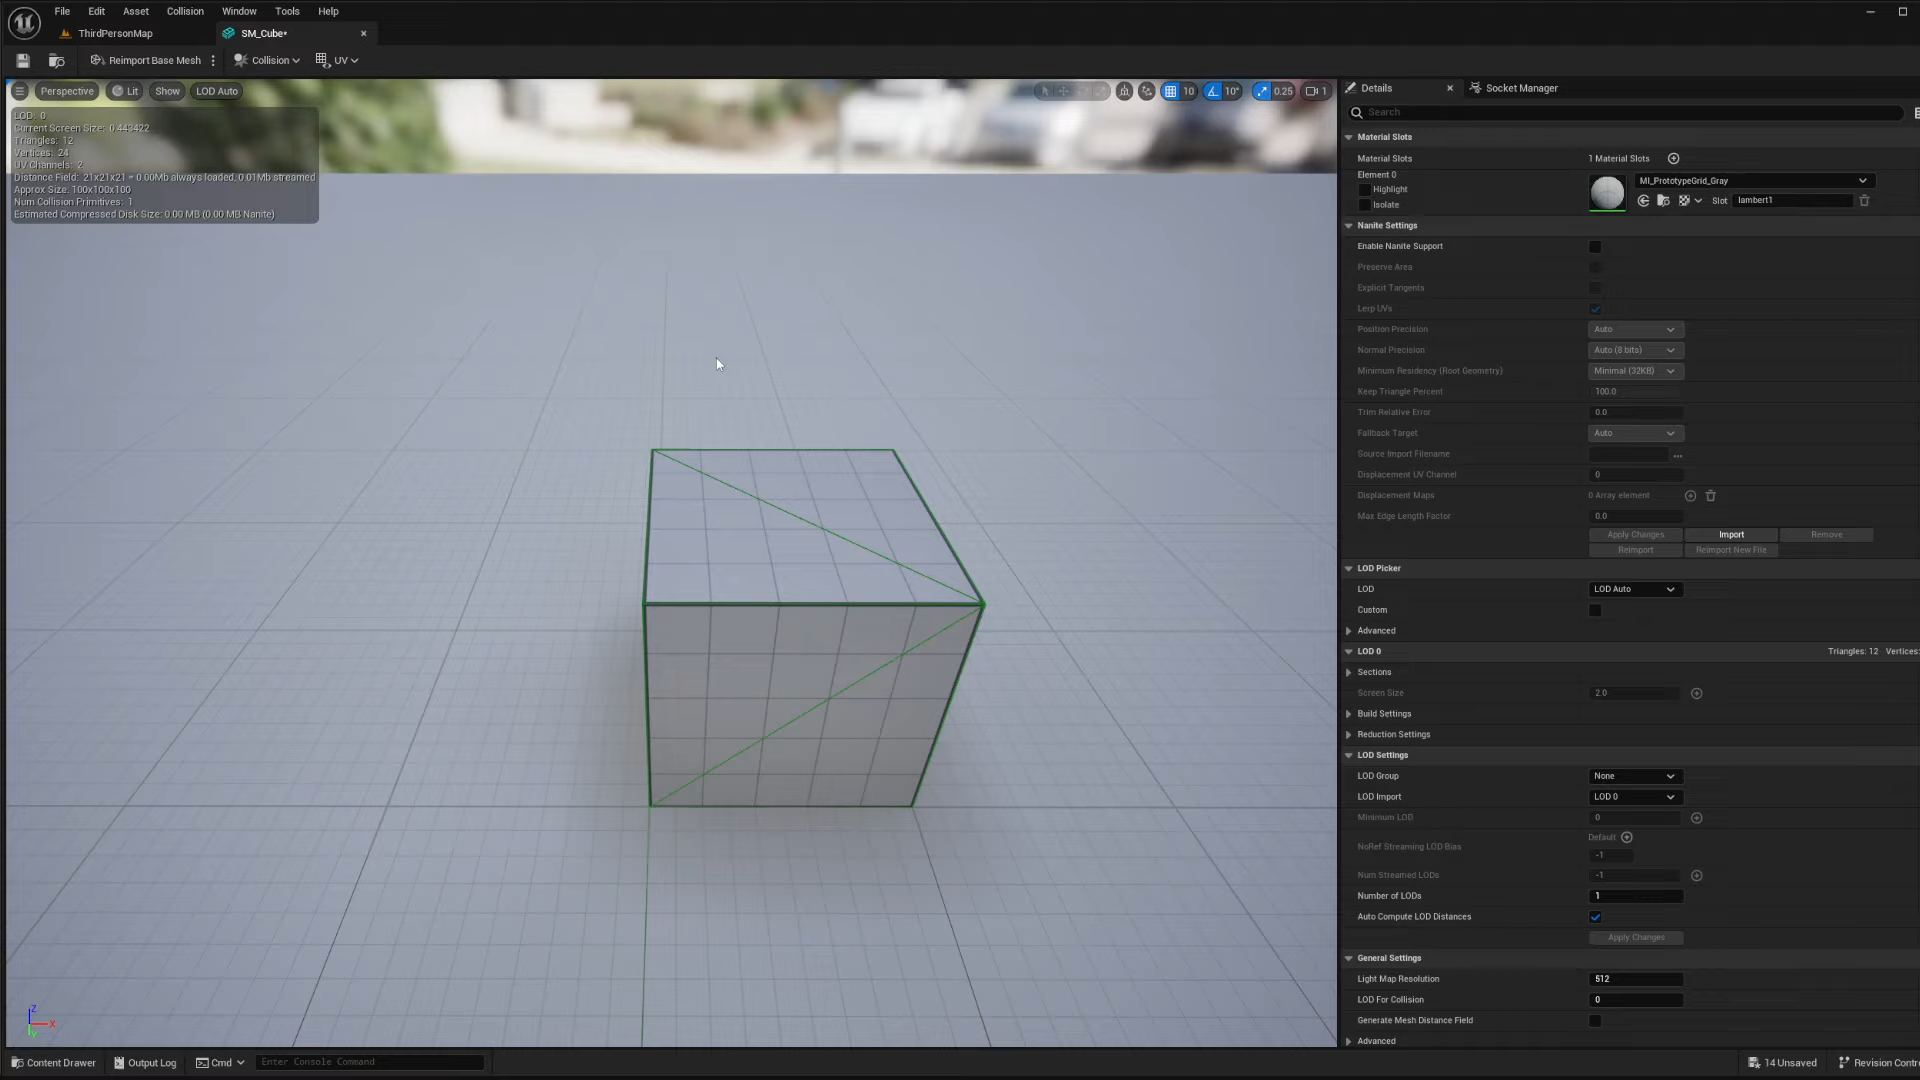 File Edit Asset Collision Window Tools Help
ThirdPersonMap
SM_Cube*
Reimport Base Mesh
Collision
UV
Perspective
Lit
Show
LOD Auto
10
10°
0.25
1
LOD: 0
Current Screen Size: 0.443422
Triangles: 12
Vertices: 24
UV Channels: 2
Distance Field: 21x21x21 = 0.00Mb always loaded, 0.01Mb streamed
Approx Size: 100x100x100
Num Collision Primitives: 1
Estimated Compressed Disk Size: 0.00 MB (0.00 MB Nanite)
Z
X
Details
Socket Manager
Search
Material Slots
Material Slots 1 Material Slots
Element 0
Highlight
Isolate
MI_PrototypeGrid_Gray
Slot lambert1
Nanite Settings
Enable Nanite Support
Preserve Area
Explicit Tangents
Lerp UVs
Position Precision Auto
Normal Precision Auto (8 bits)
Minimum Residency (Root Geometry) Minimal (32KB)
Keep Triangle Percent 100.0
Trim Relative Error 0.0
Fallback Target Auto
Source Import Filename ...
Displacement UV Channel 0
Displacement Maps 0 Array element
Max Edge Length Factor 0.0
Apply Changes Import Remove
Reimport Reimport New File
LOD Picker
LOD LOD Auto
Custom
Advanced
LOD 0 Triangles: 12 Vertices:
Sections
Screen Size 2.0
Build Settings
Reduction Settings
LOD Settings
LOD Group None
LOD Import LOD 0
Minimum LOD 0
Default
NoRef Streaming LOD Bias
-1
Num Streamed LODs -1
Number of LODs 1
Auto Compute LOD Distances
Apply Changes
General Settings
Light Map Resolution 512
LOD For Collision 0
Generate Mesh Distance Field
Advanced
Content Drawer
Output Log
Cmd
Enter Console Command
14 Unsaved
Revision Contro